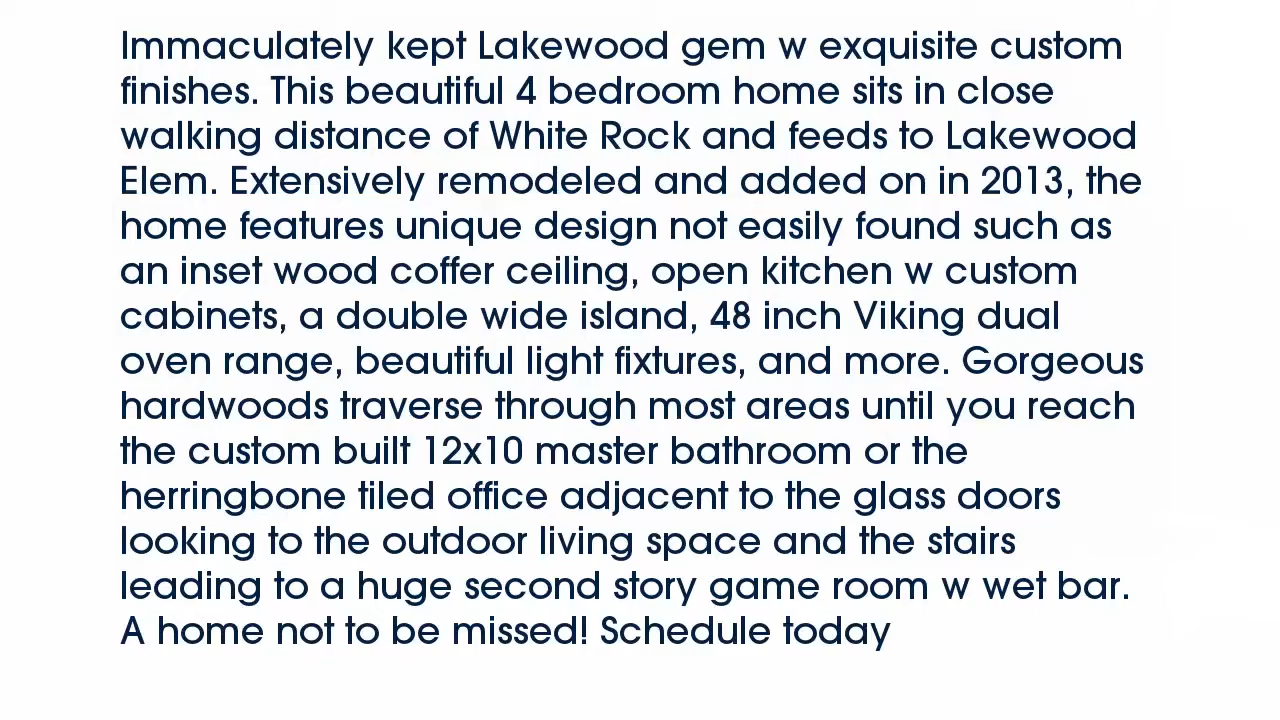 Immaculately kept Lakewood gem w exquisite custom
finishes. This beautiful 4 bedroom home sits in close
walking distance of White Rock and feeds to Lakewood
Elem. Extensively remodeled and added on in 2013, the
home features unique design not easily found such as
an inset wood coffer ceiling, open kitchen w custom
cabinets, a double wide island, 48 inch Viking dual
oven range, beautiful light fixtures, and more. Gorgeous
hardwoods traverse through most areas until you reach
the custom built 12x10 master bathroom or the
herringbone tiled office adjacent to the glass doors
looking to the outdoor living space and the stairs
leading to a huge second story game room w wet bar.
A home not to be missed! Schedule today